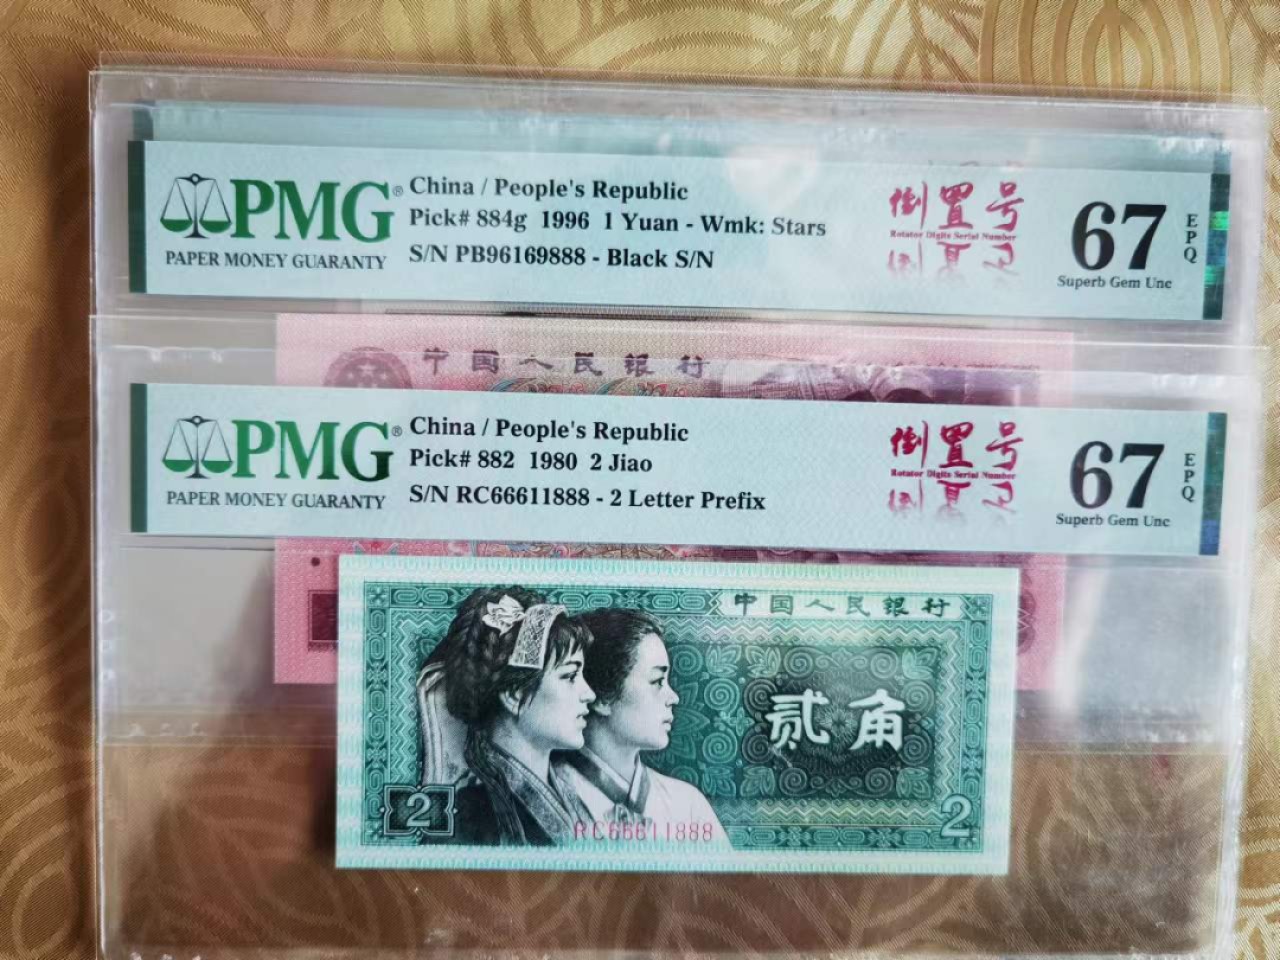 PMG®
PAPER MONEY GUARANTY
China / People's Republic
Pick# 884g 1996 1 Yuan - Wmk: Stars
S/N PB96169888 - Black S/N
倒置号
Rotator Digits Serial Number
67
EPQ
Superb Gem Unc
中国人民银行
PMG®
PAPER MONEY GUARANTY
China / People's Republic
Pick# 882 1980 2 Jiao
S/N RC66611888 - 2 Letter Prefix
倒置号
Rotator Digits Serial Number
67
EPQ
Superb Gem Unc
中国人民银行
贰角
2
RC66611888
2